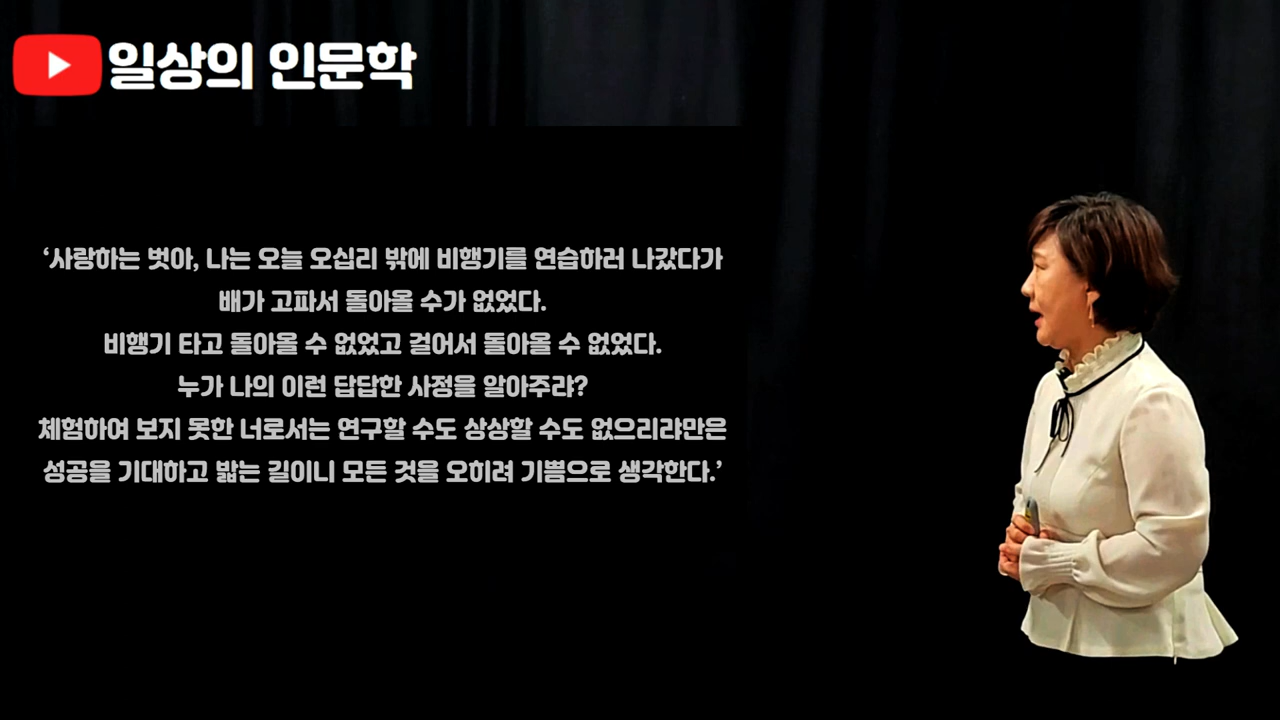 일상의 인문학
‘사랑하는 벗아, 나는 오늘 오십리 밖에 비행기를 연습하러 나갔다가
배가 고파서 돌아올 수가 없었다.
비행기 타고 돌아올 수 없었고 걸어서 돌아올 수 없었다.
누가 나의 이런 답답한 사정을 알아주랴?
체험하여 보지 못한 너로서는 연구할 수도 상상할 수도 없으리랴만은
성공을 기대하고 밟는 길이니 모든 것을 오히려 기쁨으로 생각한다.’